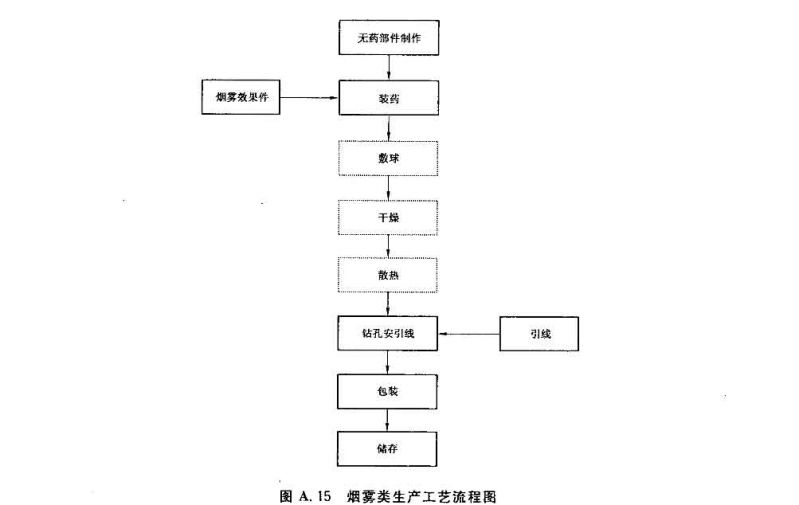 无药部件制作
烟雾效果件
装药
敷球
干燥
散热
钻孔安引线
引线
包装
储存
图 A.15 烟雾类生产工艺流程图